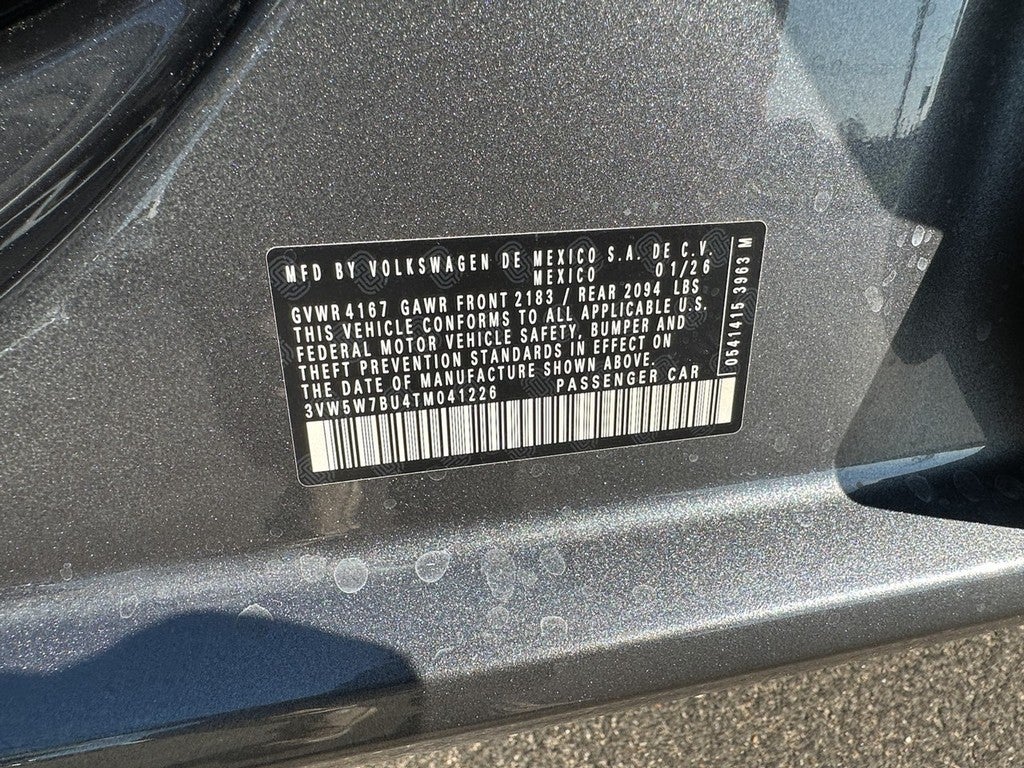 MFD BY VOLKSWAGEN DE MEXICO S.A. DE C.V.
MEXICO 01/26
GVWR 4167 GAWR FRONT 2183 / REAR 2094 LBS
THIS VEHICLE CONFORMS TO ALL APPLICABLE U.S.
FEDERAL MOTOR VEHICLE SAFETY, BUMPER AND
THEFT PREVENTION STANDARDS IN EFFECT ON
THE DATE OF MANUFACTURE SHOWN ABOVE.
3VW5W7BU4TM041226 PASSENGER CAR
0541415 3963 M